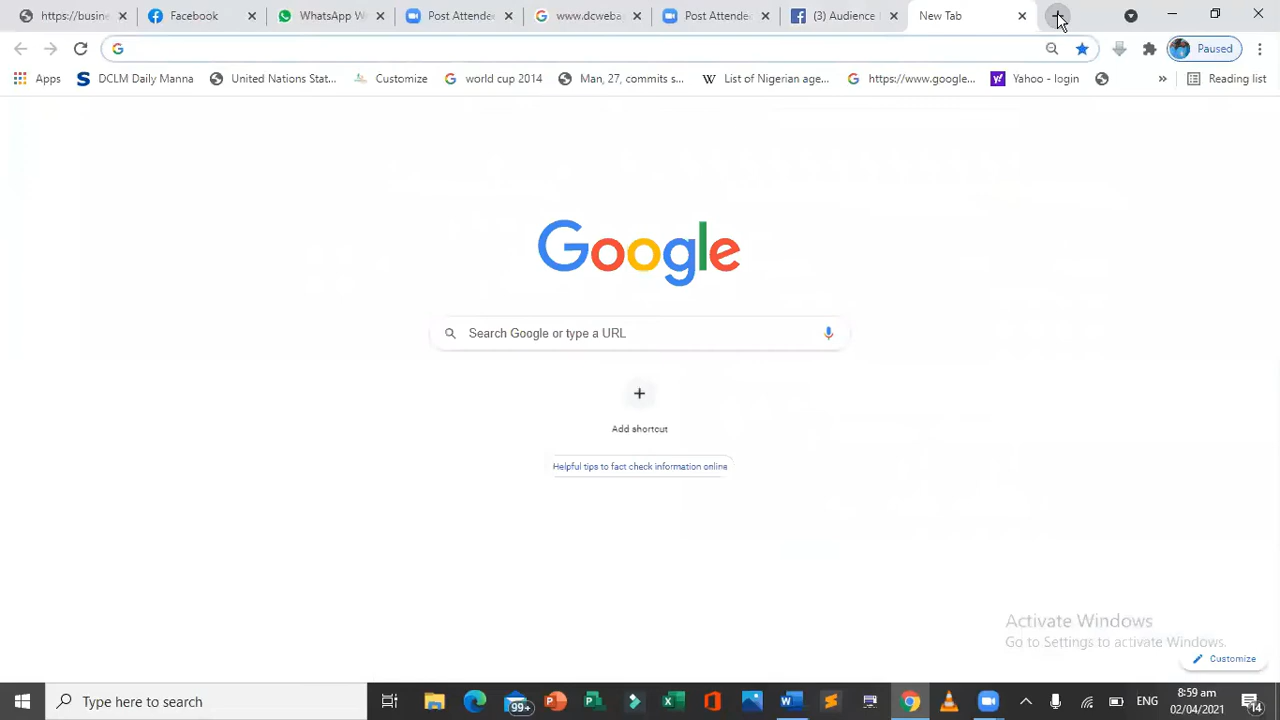 https://busine
Facebook
WhatsApp W
Post Attende
www.dcweba
Post Attende
(3) Audience
New Tab
Paused
Apps
DCLM Daily Manna
United Nations Stat...
Customize
world cup 2014
Man, 27, commits s...
List of Nigerian age...
https://www.google...
Yahoo - login
»
Reading list
Google
Search Google or type a URL
Add shortcut
Helpful tips to fact check information online
Activate Windows
Go to Settings to activate Windows.
Customize
Type here to search
99+
ENG
8:59 am
02/04/2021
14